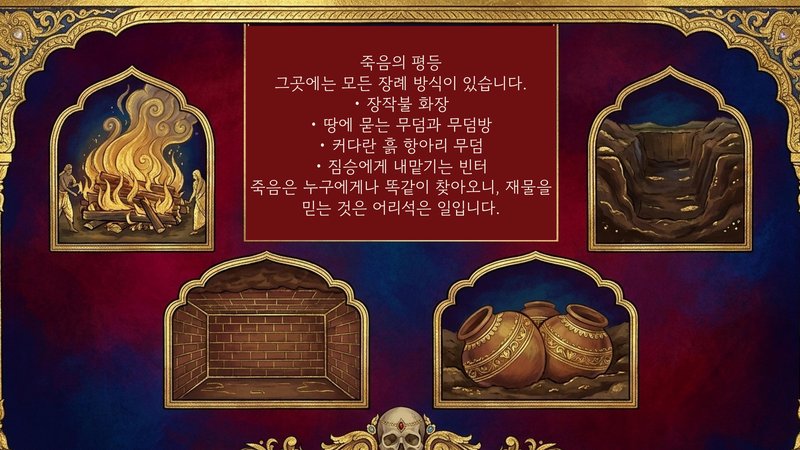 죽음의 평등
그곳에는 모든 장례 방식이 있습니다.
• 장작불 화장
• 땅에 묻는 무덤과 무덤방
• 커다란 흙 항아리 무덤
• 짐승에게 내맡기는 빈터
죽음은 누구에게나 똑같이 찾아오니, 재물을
믿는 것은 어리석은 일입니다.